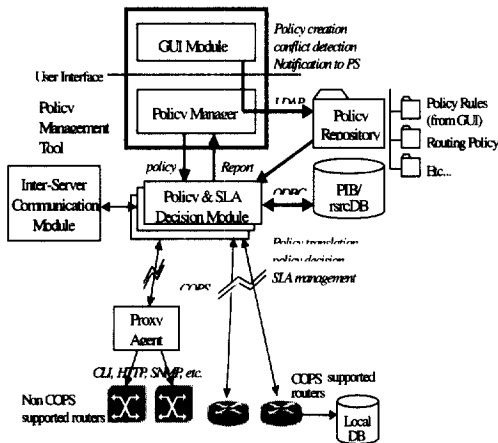 GUI Module
Policy creation
conflict detection
Notification to PS
User Interface
LDAP
Policy
Management
Tool
Policy Manager
Policy
Repository
Policy Rules
(from GUI)
Routing Policy
Etc...
policy
Report
Inter-Server
Communication
Module
Policy & SLA
Decision Module
ODBC
PIB/
rsrcDB
Policy translation
policy decision
SLA management
COPS
Proxy
Agent
CLI, HTTP, SNMP, etc.
Non COPS
supported routers
COPS supported
routers
Local
DB